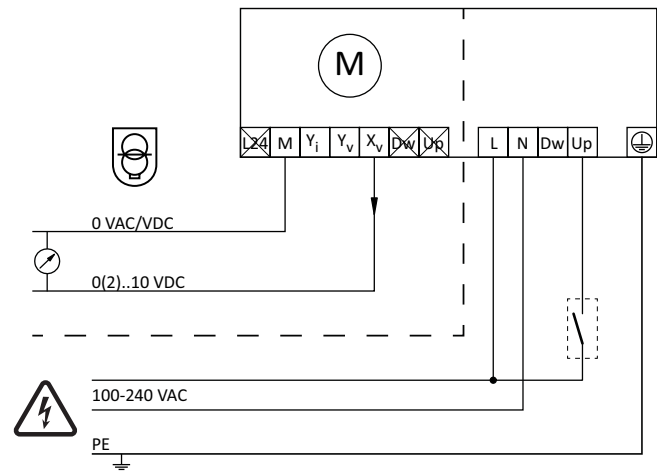 M
L24 M Yi Yv Xv Dw Up L N Dw Up
0 VAC/VDC
0(2)..10 VDC
100-240 VAC
PE